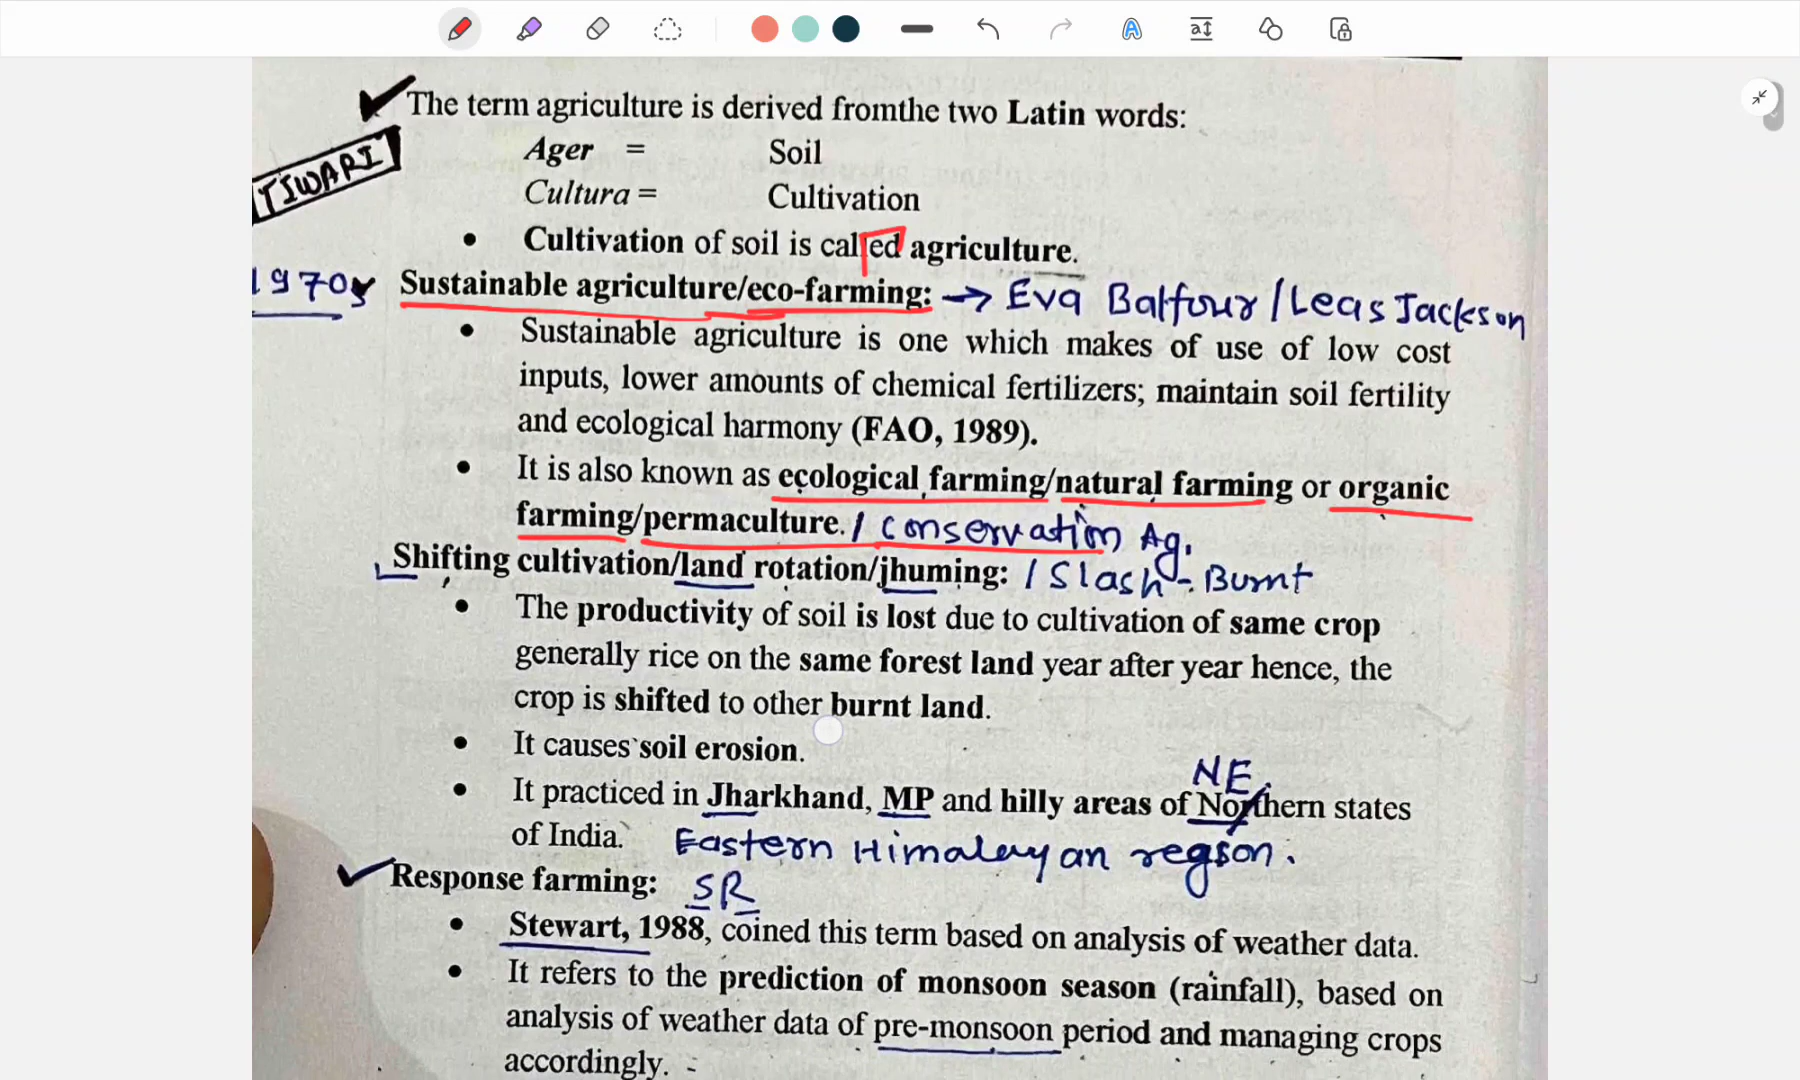 The term agriculture is derived fromthe two Latin words:
TIWARI
Ager = Soil
Cultura = Cultivation
• Cultivation of soil is called agriculture.
1970s Sustainable agriculture/eco-farming: → Eva Balfour/Leas Jackson
• Sustainable agriculture is one which makes of use of low cost
inputs, lower amounts of chemical fertilizers; maintain soil fertility
and ecological harmony (FAO, 1989).
• It is also known as ecological farming/natural farming or organic
farming/permaculture. / Conservation Ag.
Shifting cultivation/land rotation/jhuming: / Slash-Burnt
• The productivity of soil is lost due to cultivation of same crop
generally rice on the same forest land year after year hence, the
crop is shifted to other burnt land.
• It causes soil erosion.
NE.
• It practiced in Jharkhand, MP and hilly areas of Northern states
of India. Eastern Himalayan region.
Response farming: SR
• Stewart, 1988, coined this term based on analysis of weather data.
• It refers to the prediction of monsoon season (rainfall), based on
analysis of weather data of pre-monsoon period and managing crops
accordingly.